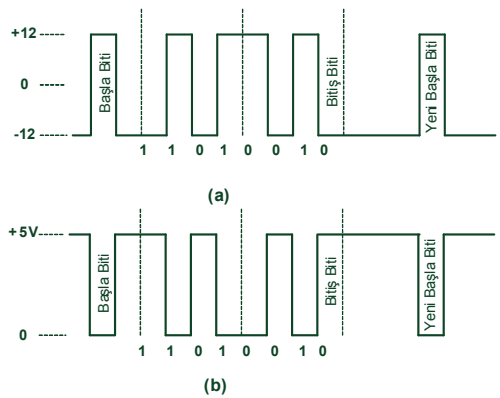 +12
0
-12
Başla Biti
Bitiş Biti
Yeni Başla Biti
1 1 0 1 0 0 1 0
(a)
+5V
0
Başla Biti
Bitiş Biti
Yeni Başla Biti
1 1 0 1 0 0 1 0
(b)